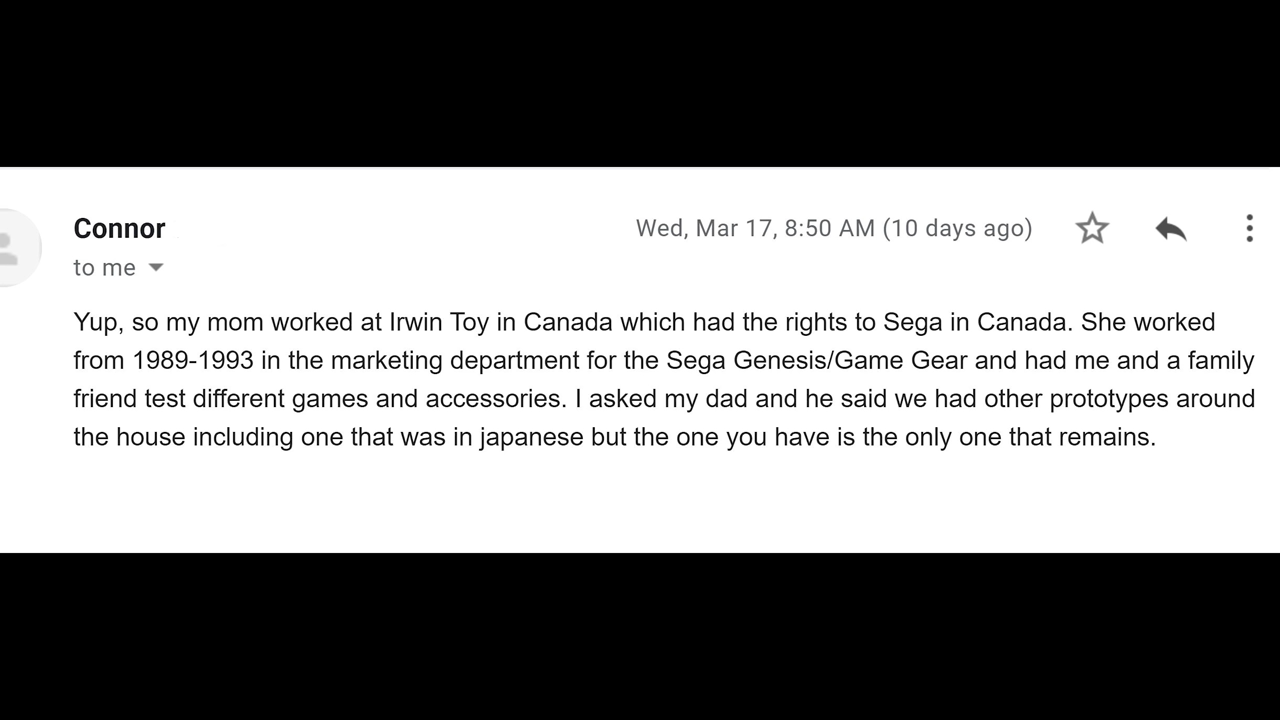 Connor
Wed, Mar 17, 8:50 AM (10 days ago)
to me
Yup, so my mom worked at Irwin Toy in Canada which had the rights to Sega in Canada. She worked
from 1989-1993 in the marketing department for the Sega Genesis/Game Gear and had me and a family
friend test different games and accessories. I asked my dad and he said we had other prototypes around
the house including one that was in japanese but the one you have is the only one that remains.